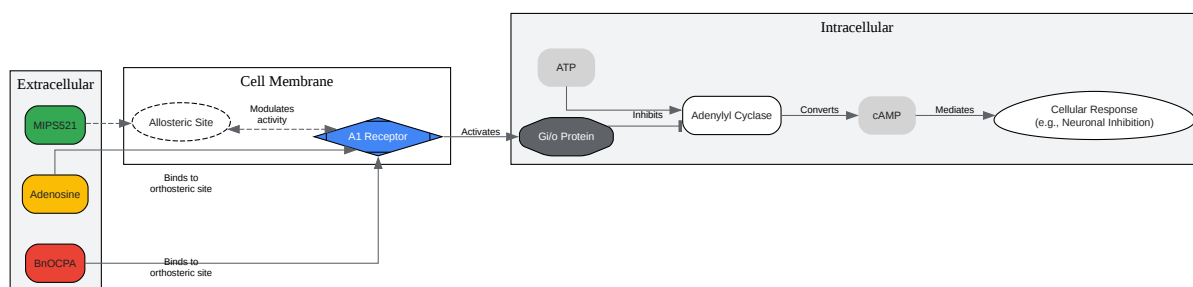 Extracellular
MIPS521
Adenosine
BnOCPA
Cell Membrane
Allosteric Site
Modulates
activity
A1 Receptor
Binds to
orthosteric site
Binds to
orthosteric site
Activates
Intracellular
ATP
Gi/o Protein
Inhibits
Adenylyl Cyclase
Converts
cAMP
Mediates
Cellular Response
(e.g., Neuronal Inhibition)